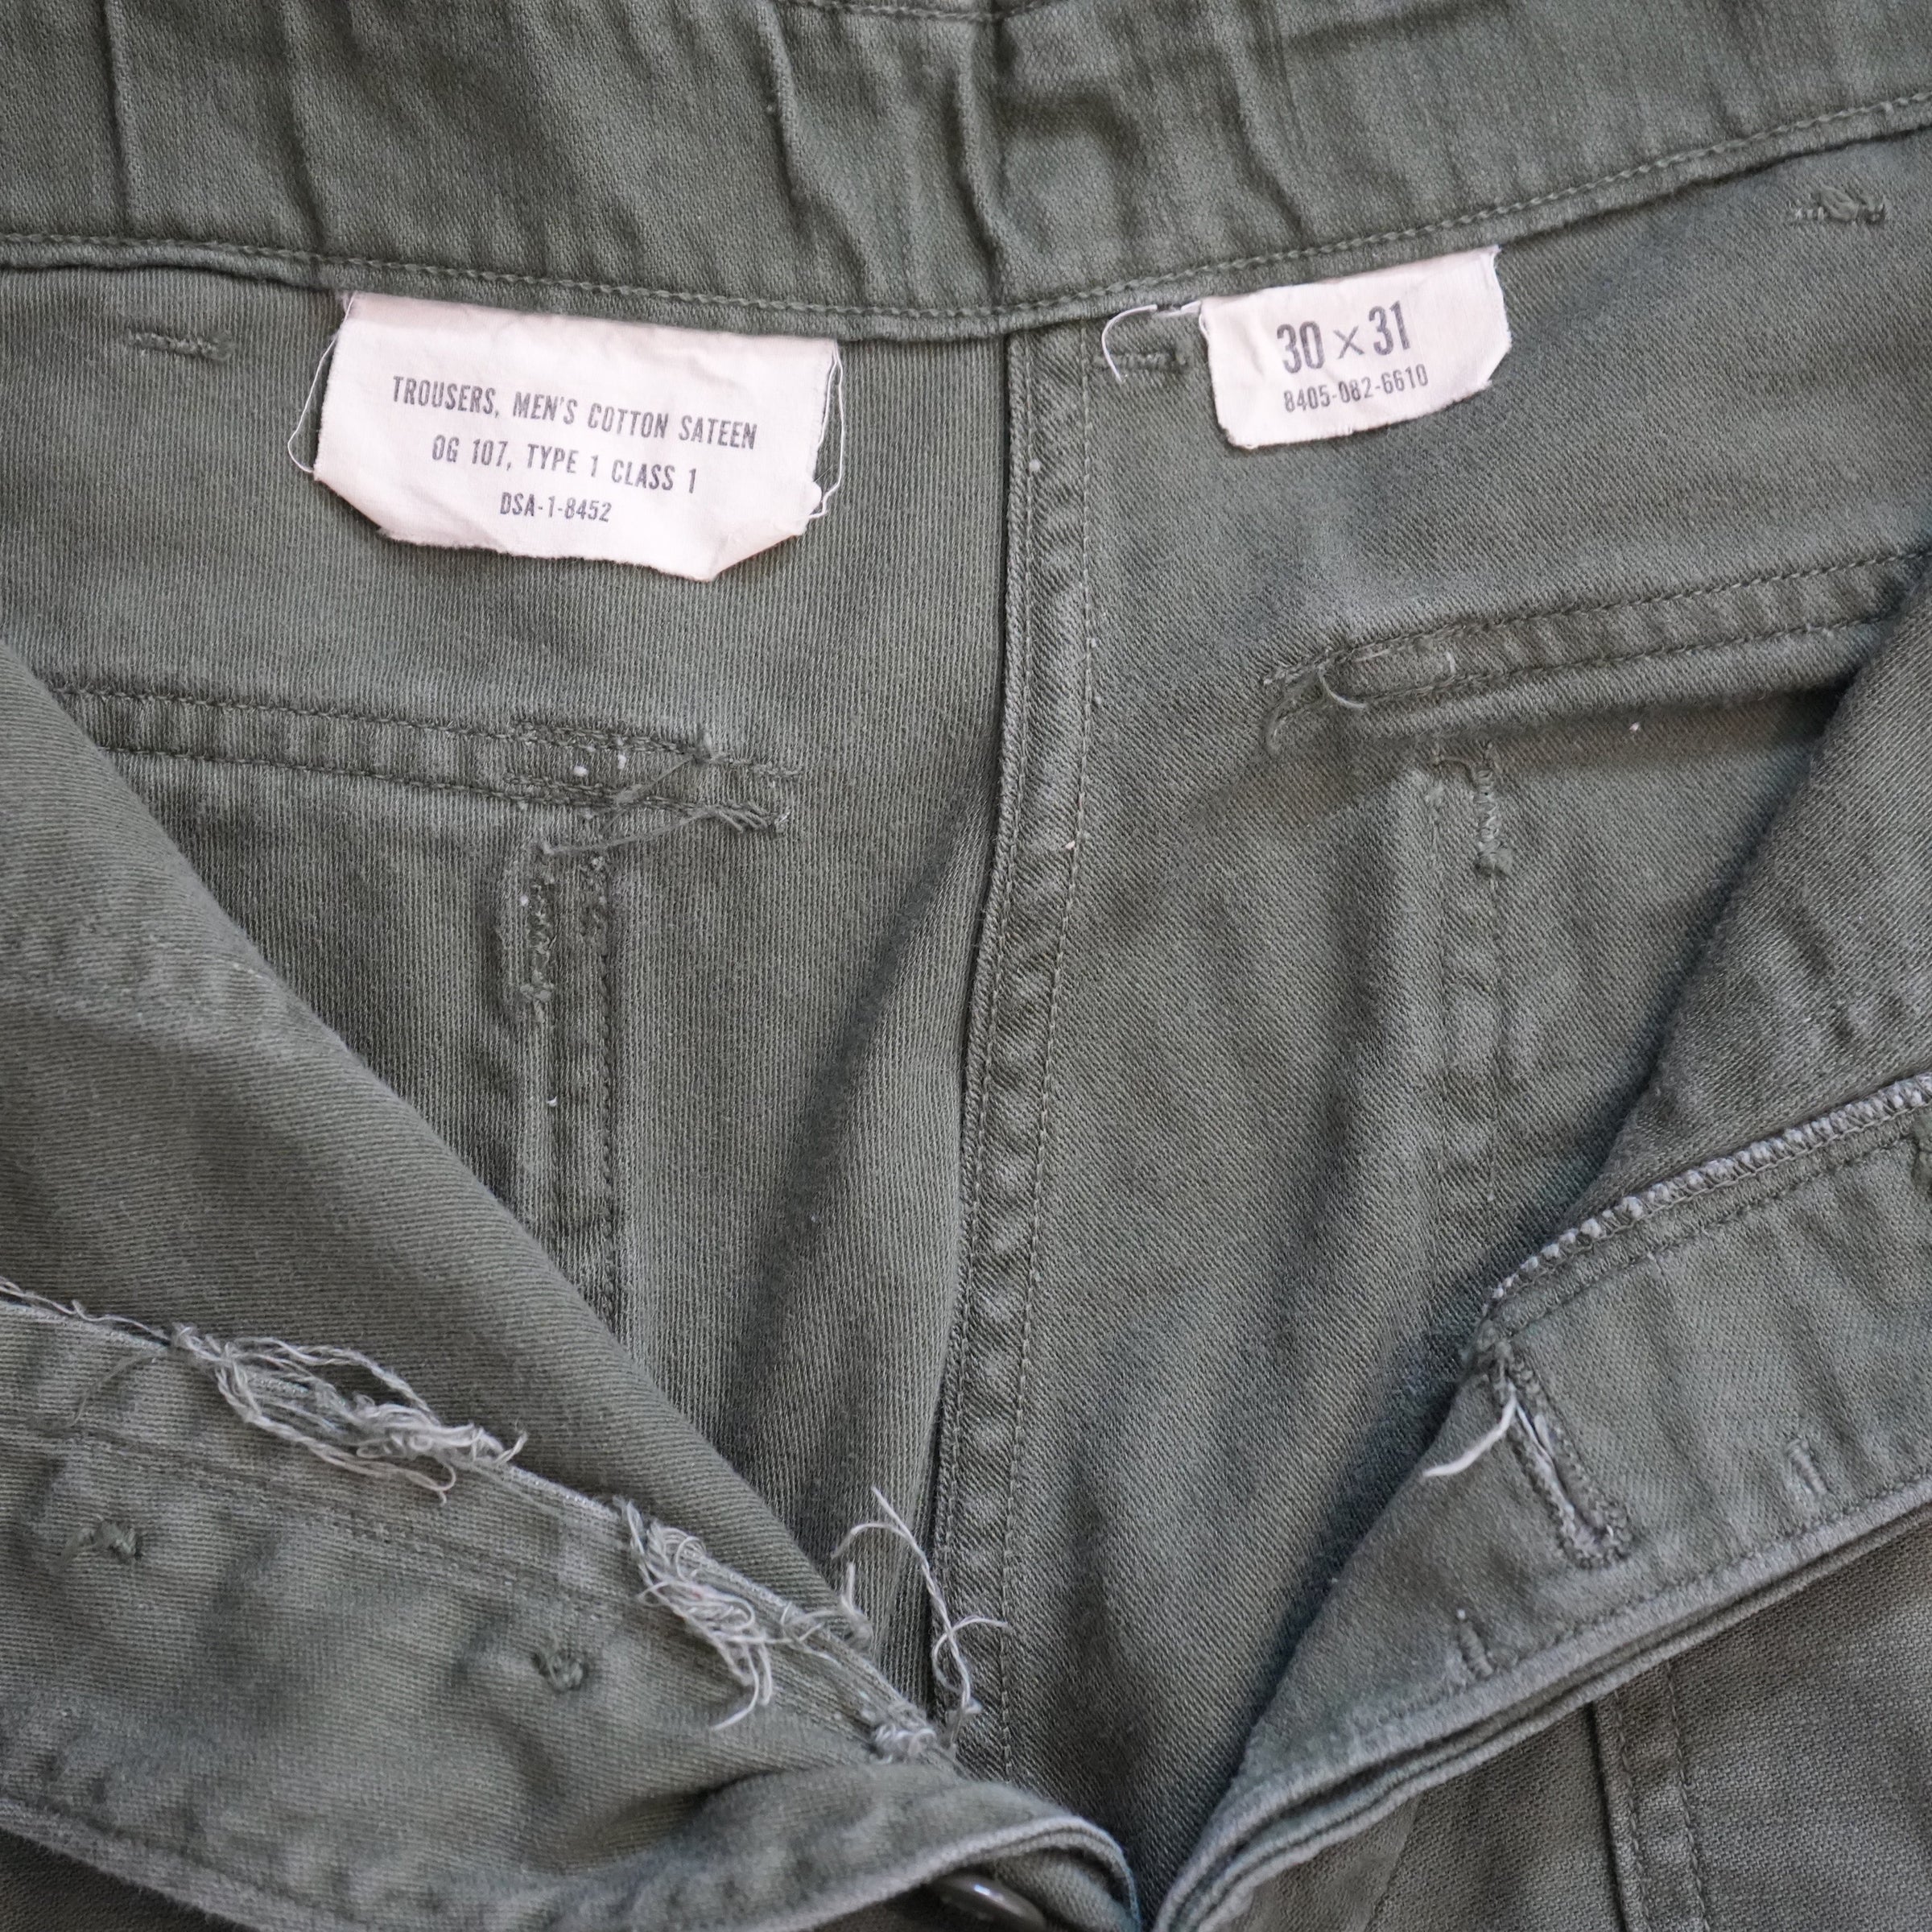 TROUSERS, MEN'S COTTON SATEEN
OG 107, TYPE 1 CLASS 1
DSA-1-8452
30 × 31
8405-082-6610